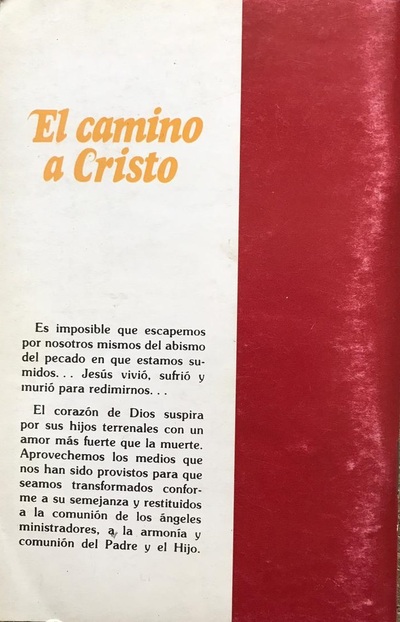 El camino
a Cristo
Es imposible que escapemos
por nosotros mismos del abismo
del pecado en que estamos su-
midos. . . Jesús vivió, sufrió y
murió para redimirnos. . .
El corazón de Dios suspira
por sus hijos terrenales con un
amor más fuerte que la muerte.
Aprovechemos los medios que
nos han sido provistos para que
seamos transformados confor-
me a su semejanza y restituidos
a la comunión de los ángeles
ministradores, a la armonía y
comunión del Padre y el Hijo.